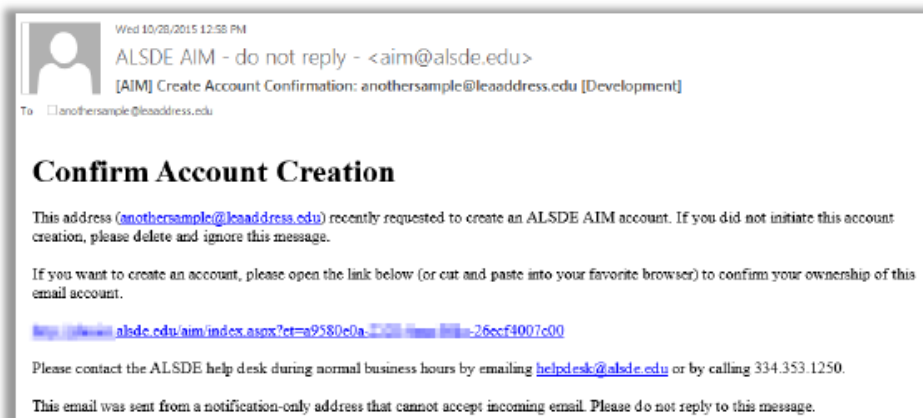 Wed 10/28/2015 12:58 PM
ALSDE AIM - do not reply - <aim@alsde.edu>
[AIM] Create Account Confirmation: anothersample@leaaddress.edu [Development]
To anothersample@leaaddress.edu
Confirm Account Creation
This address (anothersample@leaaddress.edu) recently requested to create an ALSDE AIM account. If you did not initiate this account
creation, please delete and ignore this message.
If you want to create an account, please open the link below (or cut and paste into your favorite browser) to confirm your ownership of this
email account.
alsde.edu/aim/index.aspx?et=a9580e0a- -26ecf4007c00
Please contact the ALSDE help desk during normal business hours by emailing helpdesk@alsde.edu or by calling 334.353.1250.
This email was sent from a notification-only address that cannot accept incoming email. Please do not reply to this message.